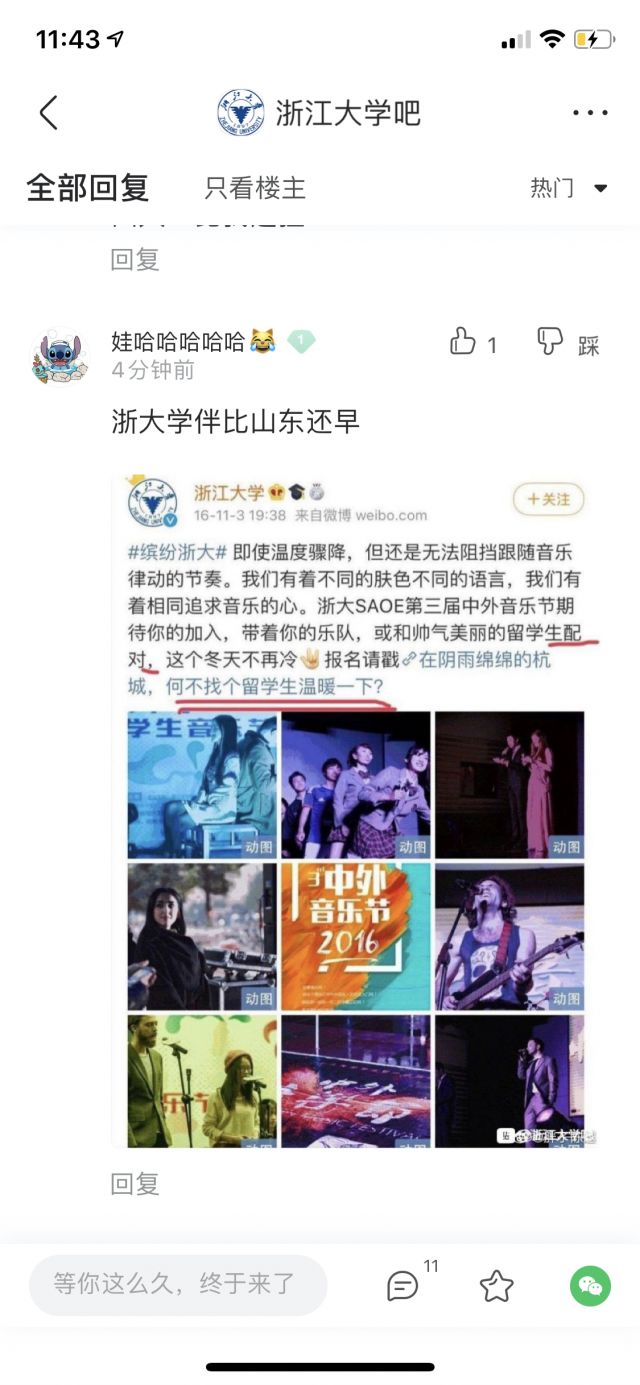 11:43
浙江大学吧
全部回复
只看楼主
热门
回复
娃哈哈哈哈哈😹
1
4分钟前
1
踩
浙大学伴比山东还早
浙江大学
+关注
16-11-3 19:38 来自微博 weibo.com
#缤纷浙大# 即使温度骤降，但还是无法阻挡跟随音乐
律动的节奏。我们有着不同的肤色不同的语言，我们有
着相同追求音乐的心。浙大SAOE第三届中外音乐节期
待你的加入，带着你的乐队，或和帅气美丽的留学生配
对，这个冬天不再冷🤟报名请戳🔗在阴雨绵绵的杭
城，何不找个留学生温暖一下?
学生音
动图
动图
动图
动图
3rd中外
音乐节
2016
动图
动图
回复
等你这么久，终于来了
11